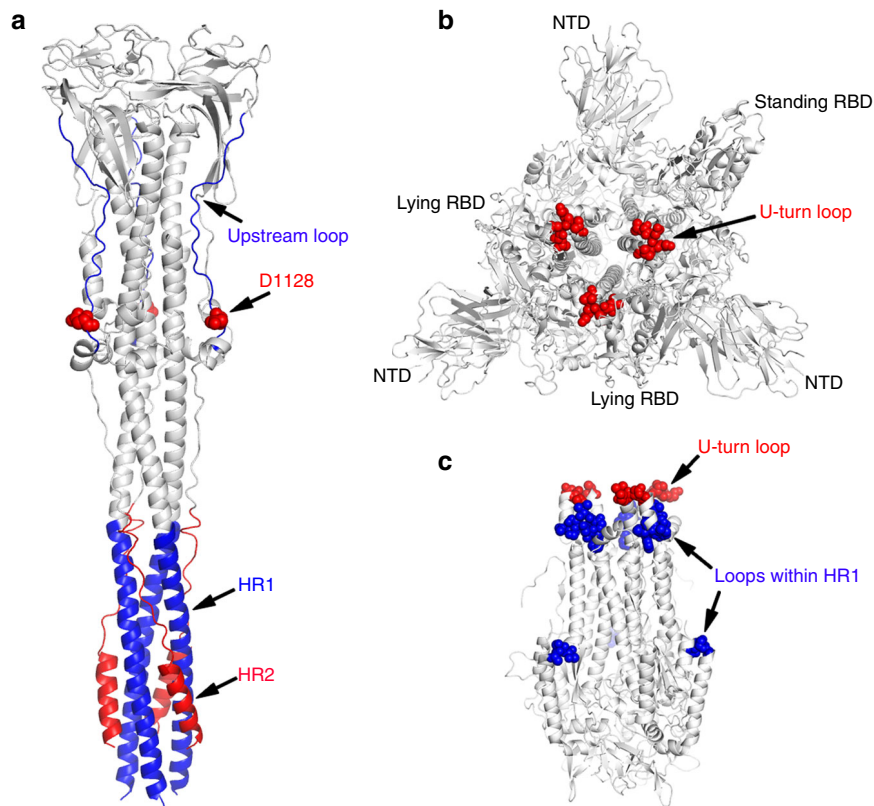 a
Upstream loop
D1128
HR1
HR2
b
NTD
Standing RBD
Lying RBD
U-turn loop
NTD
Lying RBD
NTD
c
U-turn loop
Loops within HR1